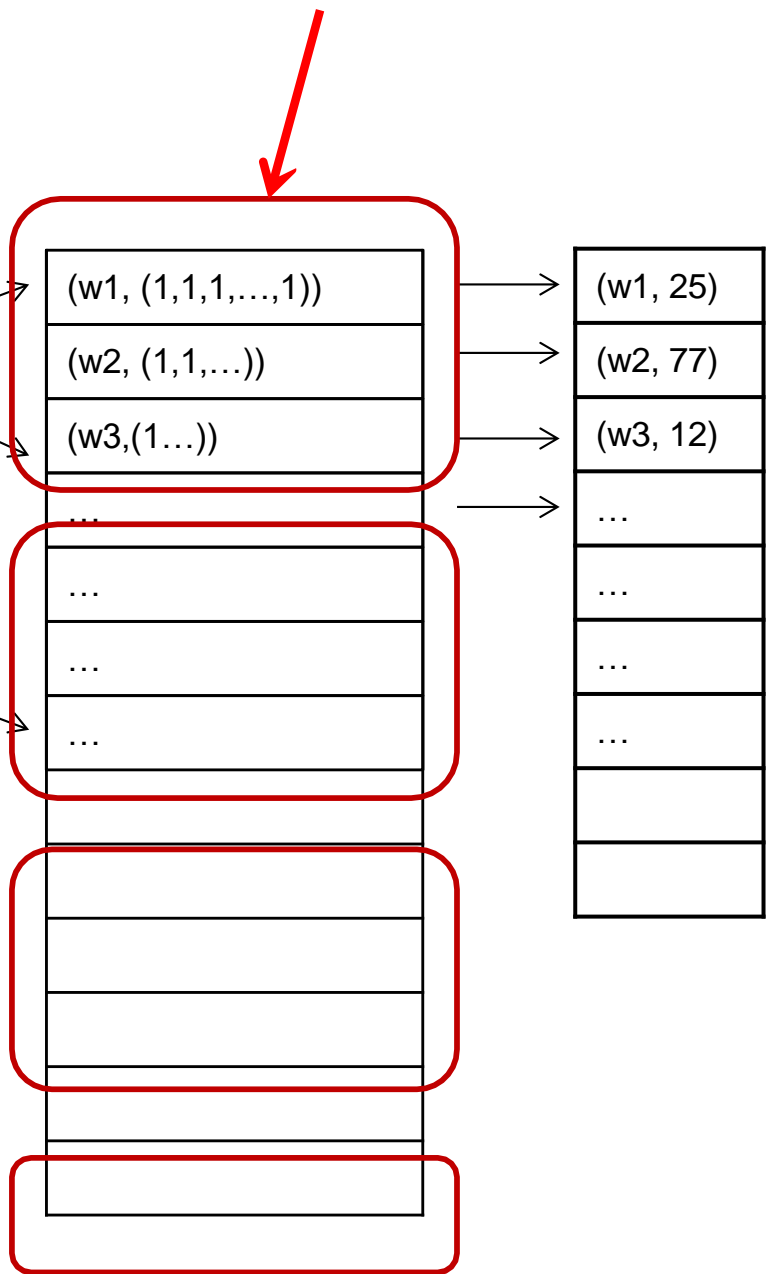 (w1, (1,1,1,…,1))
(w2, (1,1,…))
(w3,(1…))
…
…
…
…
(w1, 25)
(w2, 77)
(w3, 12)
…
…
…
…